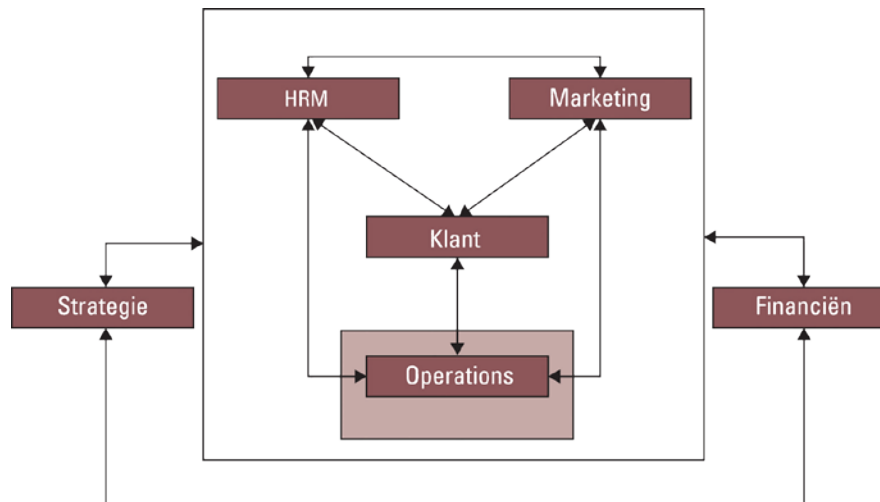 HRM
Marketing
Klant
Strategie
Financiën
Operations